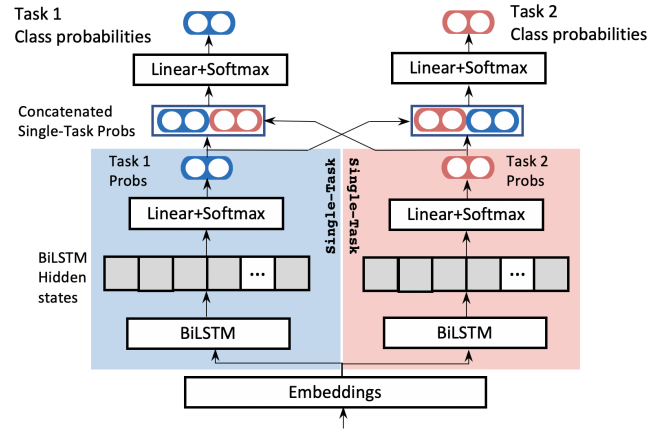 Task 1
Class probabilities
Task 2
Class probabilities
Linear+Softmax
Linear+Softmax
Concatenated
Single-Task Probs
Task 1
Probs
Single-Task
Single-Task
Task 2
Probs
Linear+Softmax
Linear+Softmax
BiLSTM
Hidden
states
...
...
BiLSTM
BiLSTM
Embeddings